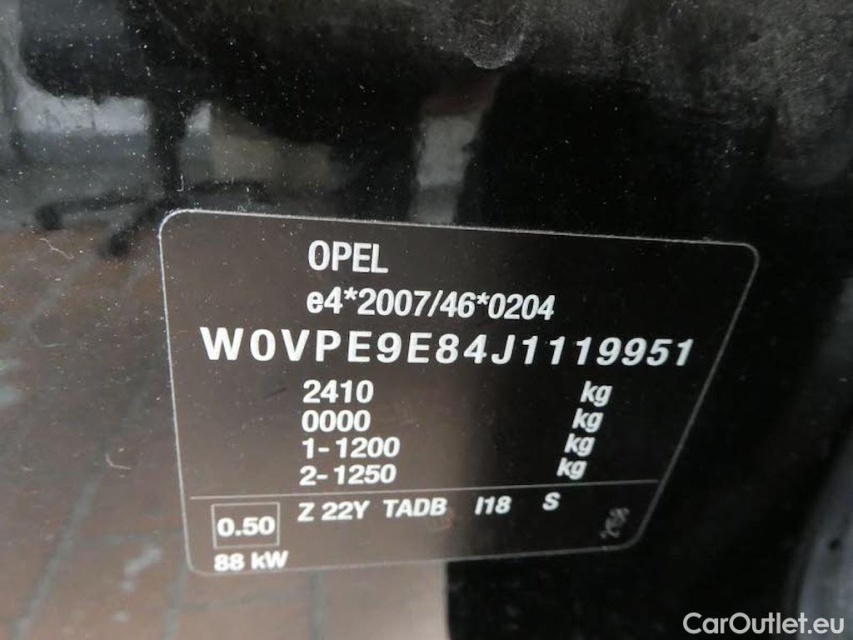 OPEL
e4*2007/46*0204
W0VPE9E84J1119951
2410 kg
0000 kg
1-1200 kg
2-1250 kg
0.50 Z 22Y TADB I18 S
88 kW
CarOutlet.eu